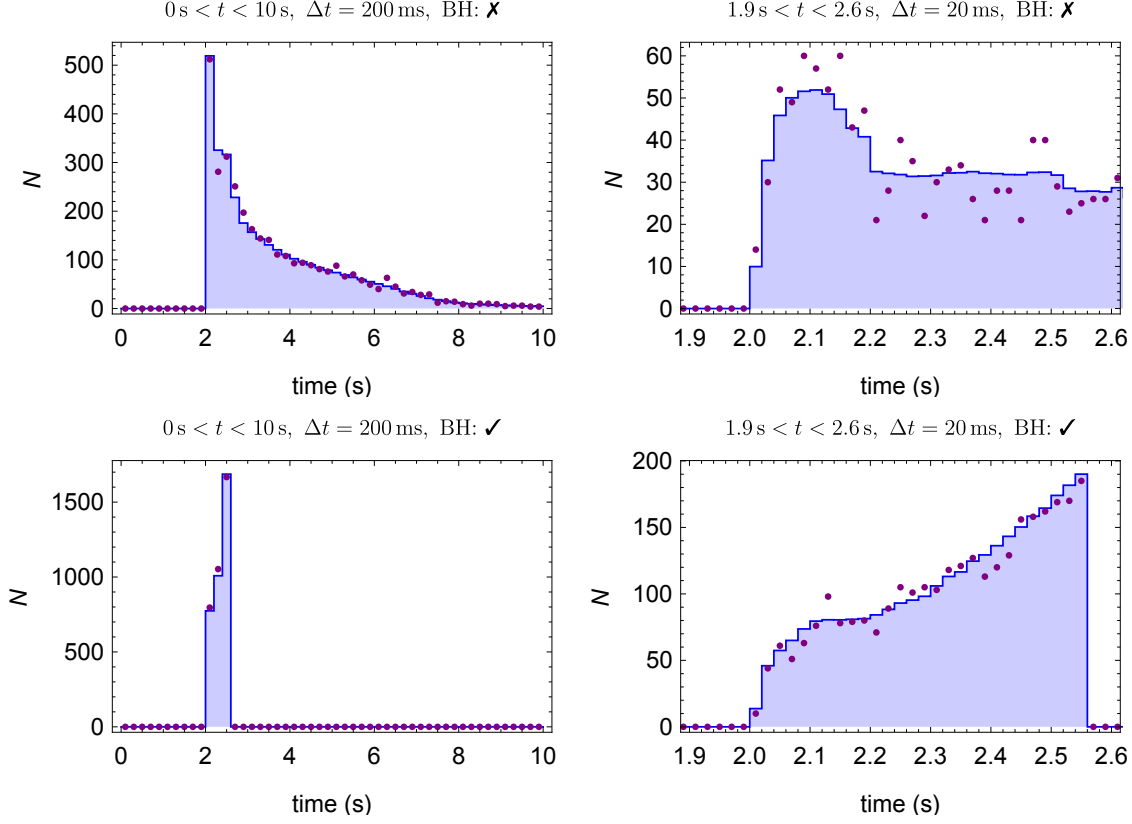 0 s < t < 10 s, Δt = 200 ms, BH: ✗
1.9 s < t < 2.6 s, Δt = 20 ms, BH: ✗
500
400
300
200
100
0
N
0 2 4 6 8 10
time (s)
60
50
40
30
20
10
0
N
1.9 2.0 2.1 2.2 2.3 2.4 2.5 2.6
time (s)
0 s < t < 10 s, Δt = 200 ms, BH: ✓
1.9 s < t < 2.6 s, Δt = 20 ms, BH: ✓
1500
1000
500
0
N
0 2 4 6 8 10
time (s)
200
150
100
50
0
N
1.9 2.0 2.1 2.2 2.3 2.4 2.5 2.6
time (s)